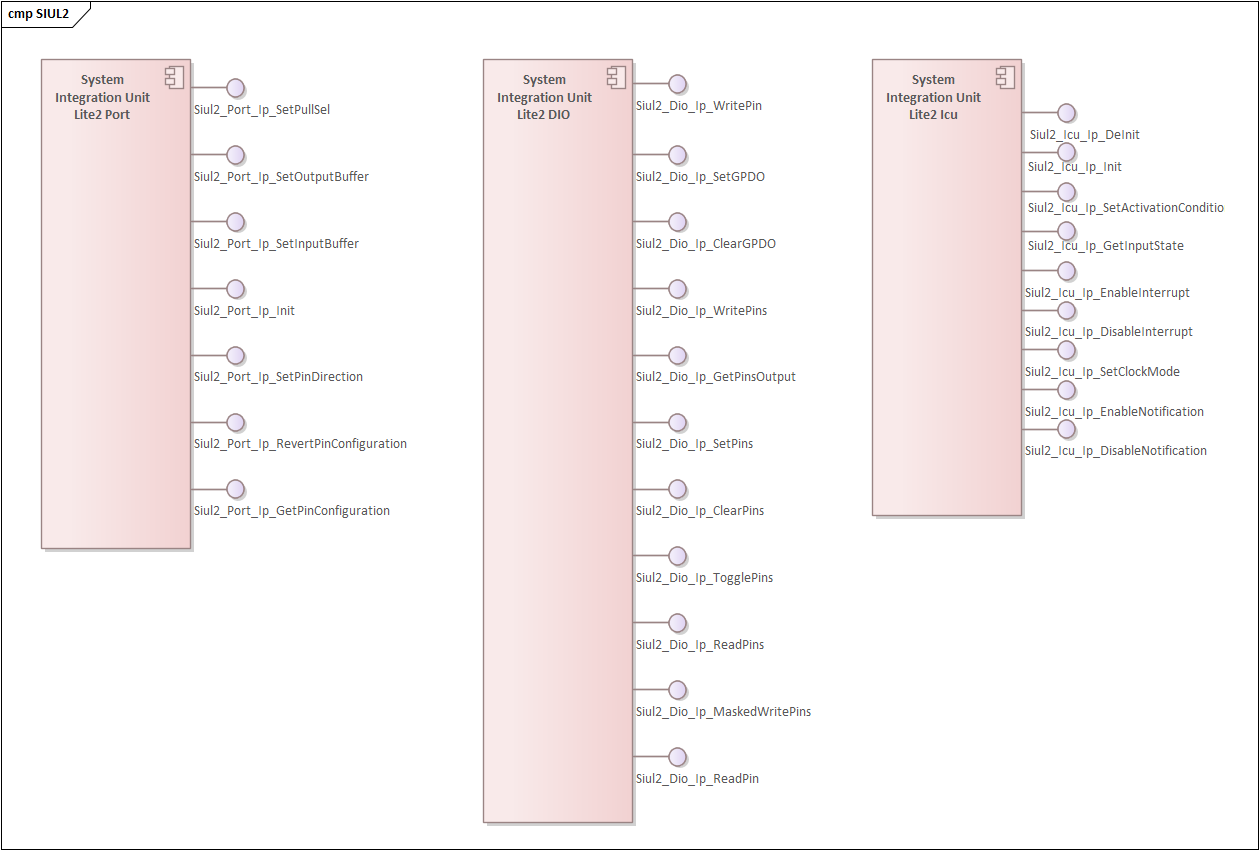 cmp SIUL2
System
Integration Unit
Lite2 Port
Siul2_Port_Ip_SetPullSel
Siul2_Port_Ip_SetOutputBuffer
Siul2_Port_Ip_SetInputBuffer
Siul2_Port_Ip_Init
Siul2_Port_Ip_SetPinDirection
Siul2_Port_Ip_RevertPinConfiguration
Siul2_Port_Ip_GetPinConfiguration
System
Integration Unit
Lite2 DIO
Siul2_Dio_Ip_WritePin
Siul2_Dio_Ip_SetGPDO
Siul2_Dio_Ip_ClearGPDO
Siul2_Dio_Ip_WritePins
Siul2_Dio_Ip_GetPinsOutput
Siul2_Dio_Ip_SetPins
Siul2_Dio_Ip_ClearPins
Siul2_Dio_Ip_TogglePins
Siul2_Dio_Ip_ReadPins
Siul2_Dio_Ip_MaskedWritePins
Siul2_Dio_Ip_ReadPin
System
Integration Unit
Lite2 Icu
Siul2_Icu_Ip_DeInit
Siul2_Icu_Ip_Init
Siul2_Icu_Ip_SetActivationConditio
Siul2_Icu_Ip_GetInputState
Siul2_Icu_Ip_EnableInterrupt
Siul2_Icu_Ip_DisableInterrupt
Siul2_Icu_Ip_SetClockMode
Siul2_Icu_Ip_EnableNotification
Siul2_Icu_Ip_DisableNotification